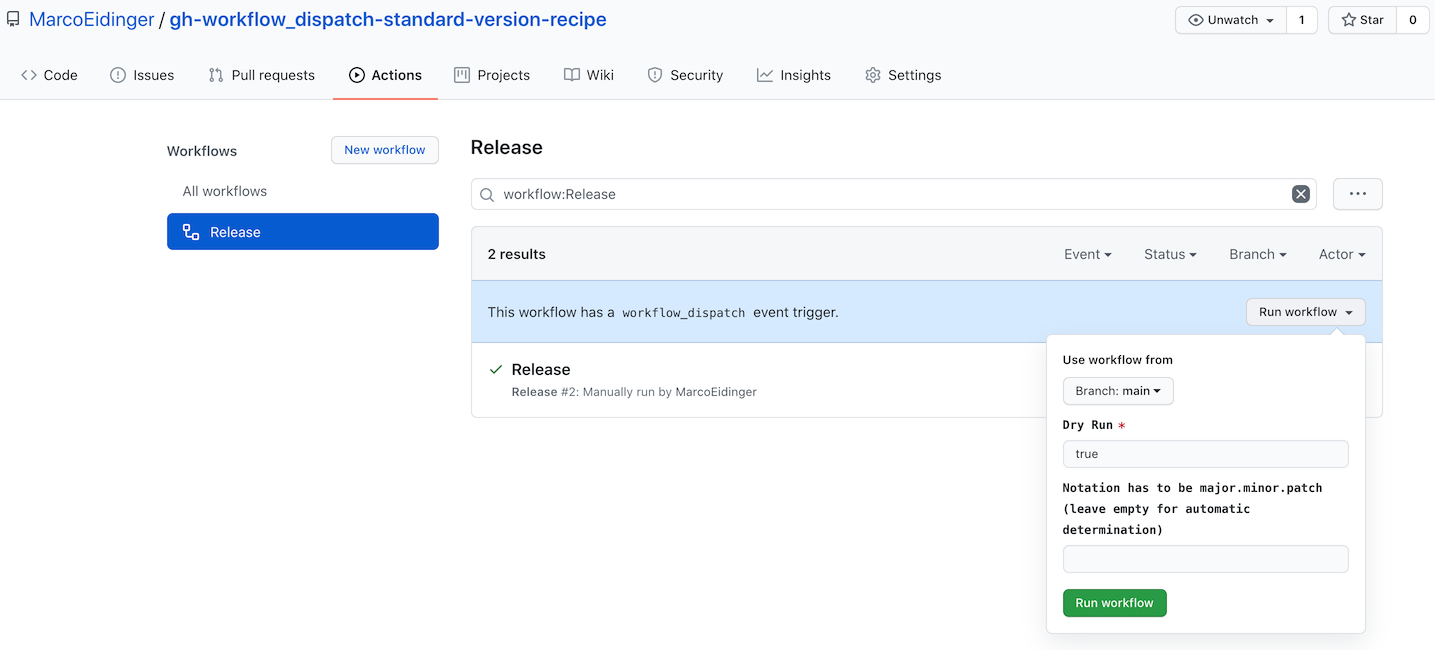 MarcoEidinger / gh-workflow_dispatch-standard-version-recipe
Unwatch 1 Star 0
Code Issues Pull requests Actions Projects Wiki Security Insights Settings
Workflows
New workflow
All workflows
Release
Release
workflow:Release
2 results
Event Status Branch Actor
This workflow has a workflow_dispatch event trigger.
Run workflow
Release
Release #2: Manually run by MarcoEidinger
Use workflow from
Branch: main
Dry Run *
true
Notation has to be major.minor.patch
(leave empty for automatic
determination)
Run workflow